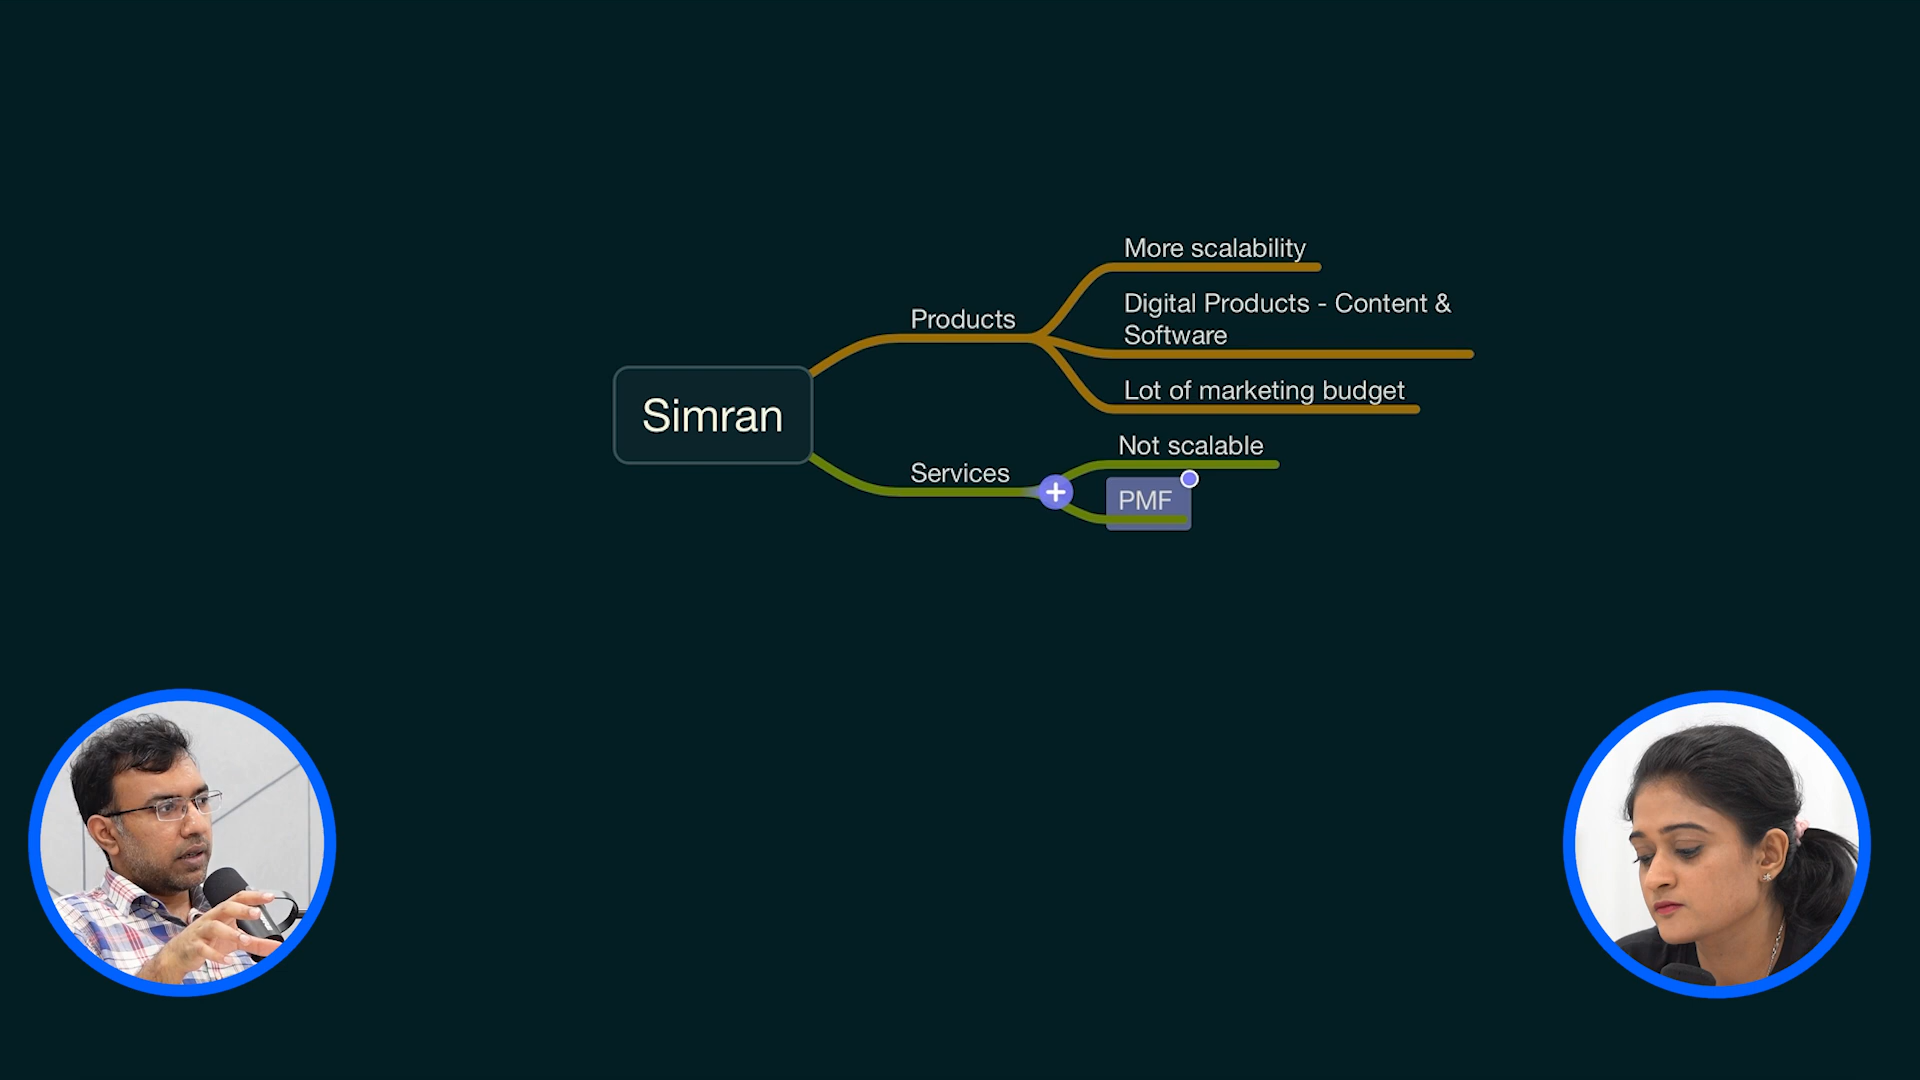 Simran
Products
More scalability
Digital Products - Content &
Software
Lot of marketing budget
Services
Not scalable
PMF